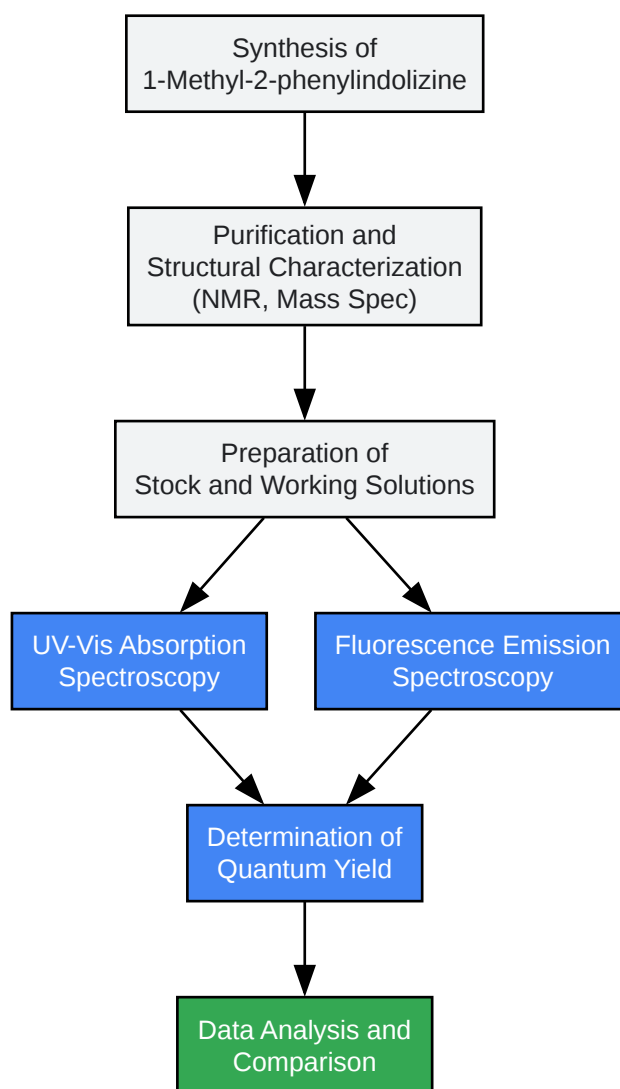 Synthesis of
1-Methyl-2-phenylindolizine
Purification and
Structural Characterization
(NMR, Mass Spec)
Preparation of
Stock and Working Solutions
UV-Vis Absorption
Spectroscopy
Fluorescence Emission
Spectroscopy
Determination of
Quantum Yield
Data Analysis and
Comparison